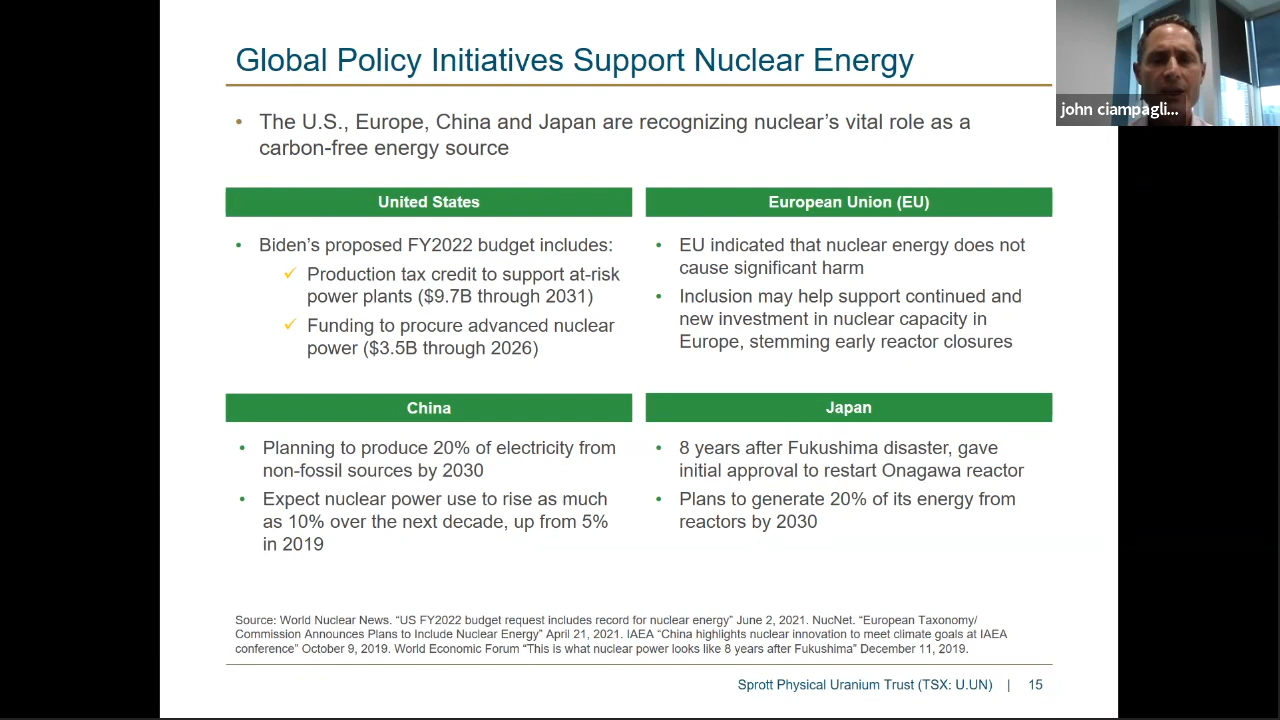 Global Policy Initiatives Support Nuclear Energy
john ciampagli...
• The U.S., Europe, China and Japan are recognizing nuclear's vital role as a
carbon-free energy source
United States
• Biden's proposed FY2022 budget includes:
✓ Production tax credit to support at-risk
power plants ($9.7B through 2031)
✓ Funding to procure advanced nuclear
power ($3.5B through 2026)
European Union (EU)
• EU indicated that nuclear energy does not
cause significant harm
• Inclusion may help support continued and
new investment in nuclear capacity in
Europe, stemming early reactor closures
China
• Planning to produce 20% of electricity from
non-fossil sources by 2030
• Expect nuclear power use to rise as much
as 10% over the next decade, up from 5%
in 2019
Japan
• 8 years after Fukushima disaster, gave
initial approval to restart Onagawa reactor
• Plans to generate 20% of its energy from
reactors by 2030
Source: World Nuclear News. “US FY2022 budget request includes record for nuclear energy” June 2, 2021. NucNet. “European Taxonomy/
Commission Announces Plans to Include Nuclear Energy” April 21, 2021. IAEA “China highlights nuclear innovation to meet climate goals at IAEA
conference” October 9, 2019. World Economic Forum “This is what nuclear power looks like 8 years after Fukushima” December 11, 2019.
Sprott Physical Uranium Trust (TSX: U.UN) | 15